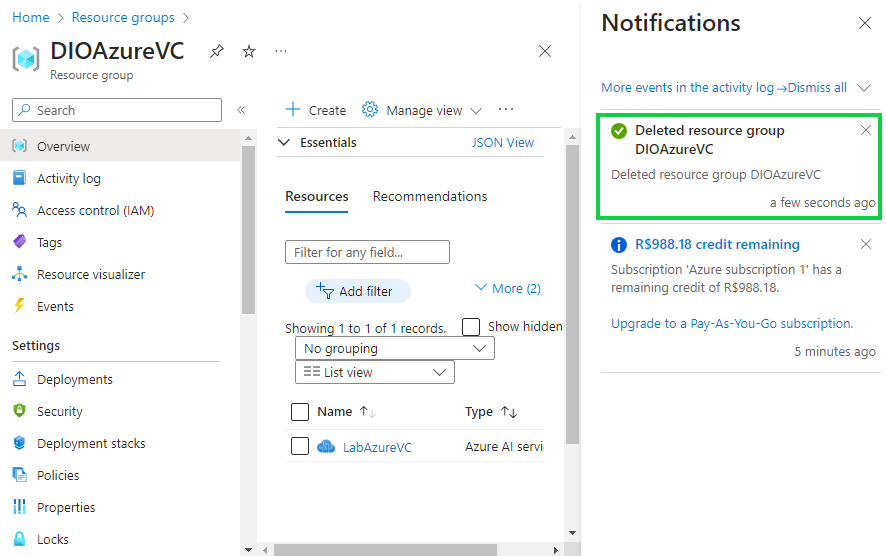 Home > Resource groups >
DIOAzureVC
Resource group
Search
Overview
Activity log
Access control (IAM)
Tags
Resource visualizer
Events
Settings
Deployments
Security
Deployment stacks
Policies
Properties
Locks
Create
Manage view
Essentials
JSON View
Resources
Recommendations
Filter for any field...
Add filter
More (2)
Showing 1 to 1 of 1 records.
Show hidden
No grouping
List view
Name
Type
LabAzureVC
Azure AI servi
Notifications
More events in the activity log → Dismiss all
Deleted resource group
DIOAzureVC
Deleted resource group DIOAzureVC
a few seconds ago
R$988.18 credit remaining
Subscription 'Azure subscription 1' has a
remaining credit of R$988.18.
Upgrade to a Pay-As-You-Go subscription.
5 minutes ago